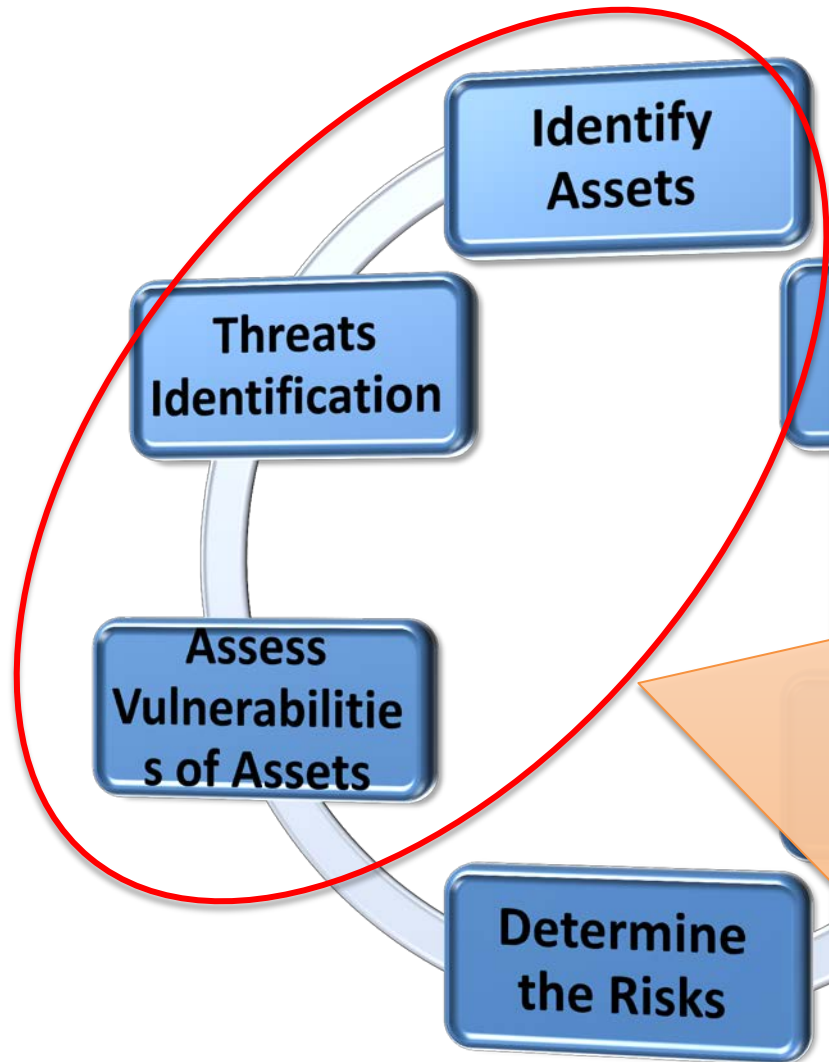 Identify
Assets
Threats
Identification
Assess
Vulnerabilitie
s of Assets
Determine
the Risks